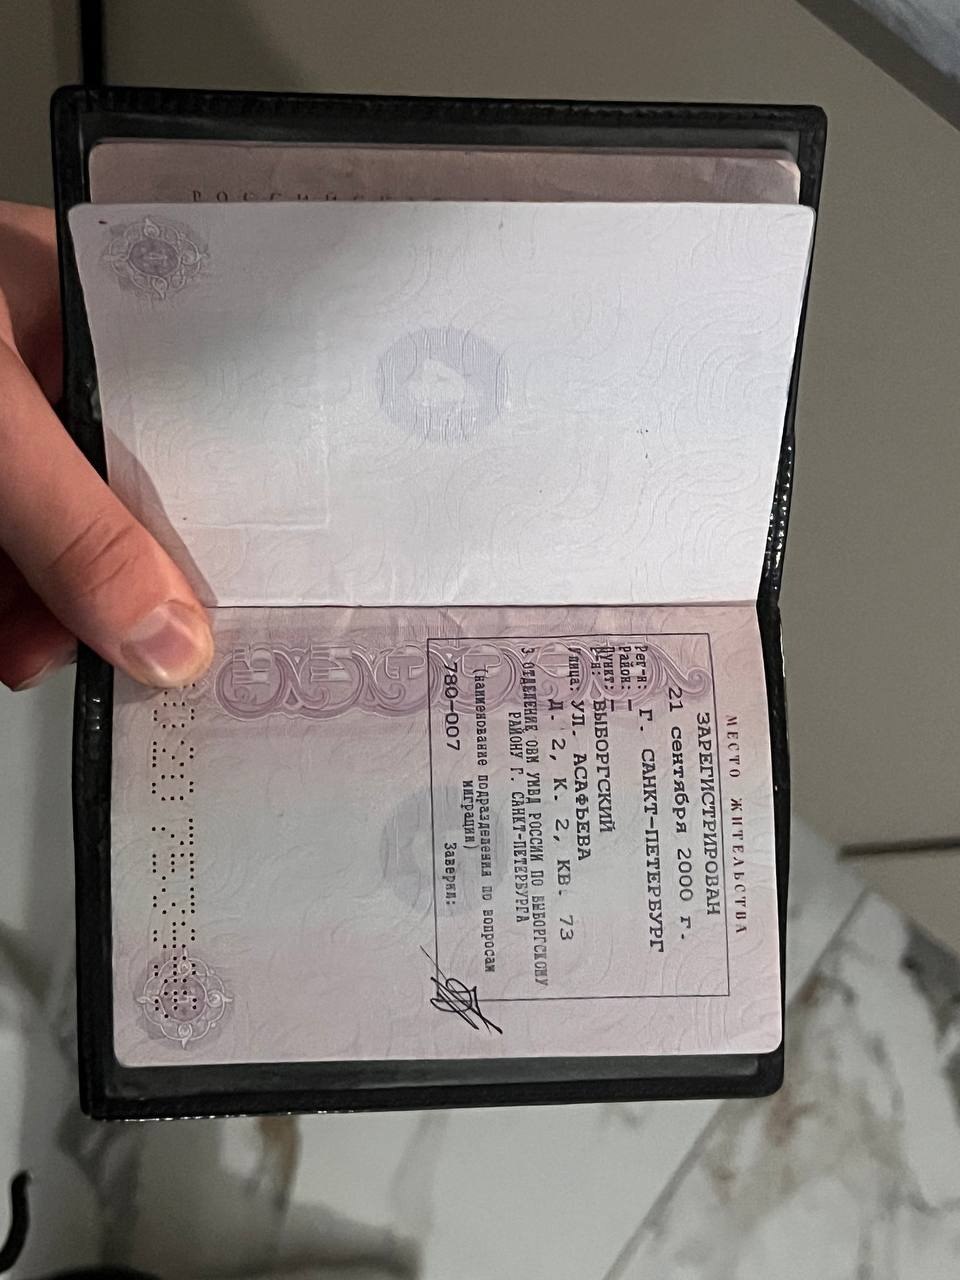 МЕСТО ЖИТЕЛЬСТВА
ЗАРЕГИСТРИРОВАН
21 сентября 2000 г.
Рег-н: Г. САНКТ-ПЕТЕРБУРГ
Район: —
Пункт: —
Р-н: ВЫБОРГСКИЙ
Улица: УЛ. АСАФЬЕВА
Д. 2, К. 2, КВ. 73
3 ОТДЕЛЕНИЕ ОВМ УМВД РОССИИ ПО ВЫБОРГСКОМУ
РАЙОНУ Г. САНКТ-ПЕТЕРБУРГА
(наименование подразделения по вопросам
миграции)
780-007 Заверил: